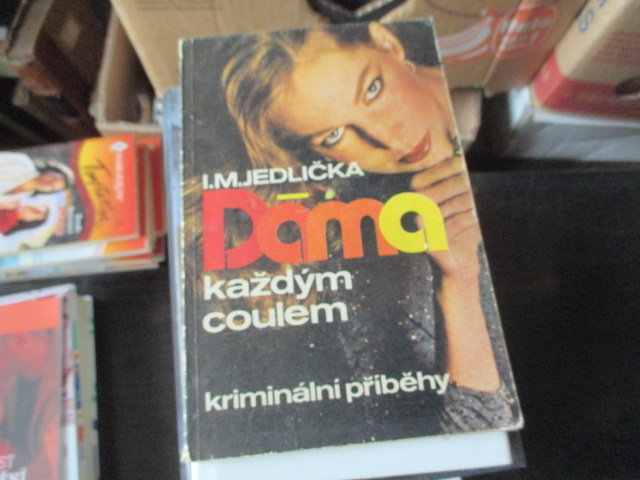 I.M.JEDLIČKA
Dáma
každým
coulem
kriminální příběhy